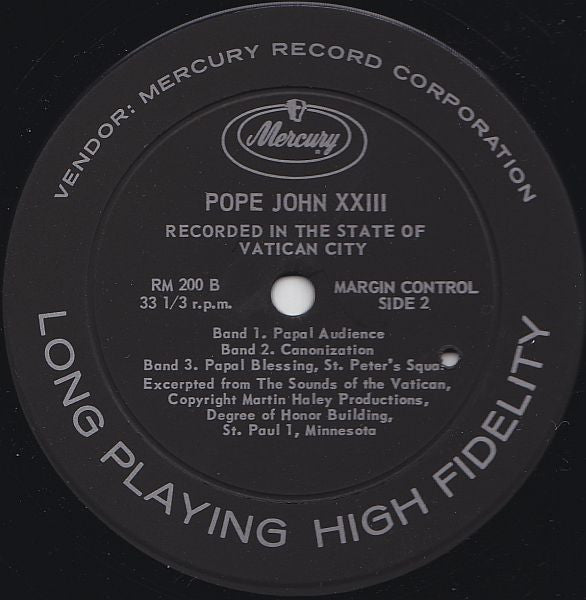 VENDOR: MERCURY RECORD CORPORATION
Mercury
POPE JOHN XXIII
RECORDED IN THE STATE OF
VATICAN CITY
RM 200 B
33 1/3 r.p.m.
MARGIN CONTROL
SIDE 2
Band 1. Papal Audience
Band 2. Canonization
Band 3. Papal Blessing, St. Peter's
Excerpted from The Sounds of the Vatican,
Copyright Martin Haley Productions,
Degree of Honor Building,
St. Paul 1, Minnesota
LONG PLAYING HIGH FIDELITY